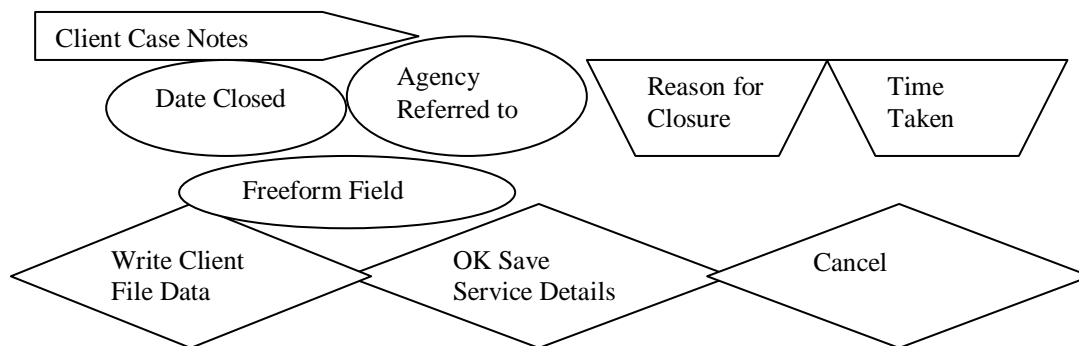 Client Case Notes
Date Closed
Agency
Referred to
Reason for
Closure
Time
Taken
Freeform Field
Write Client
File Data
OK Save
Service Details
Cancel